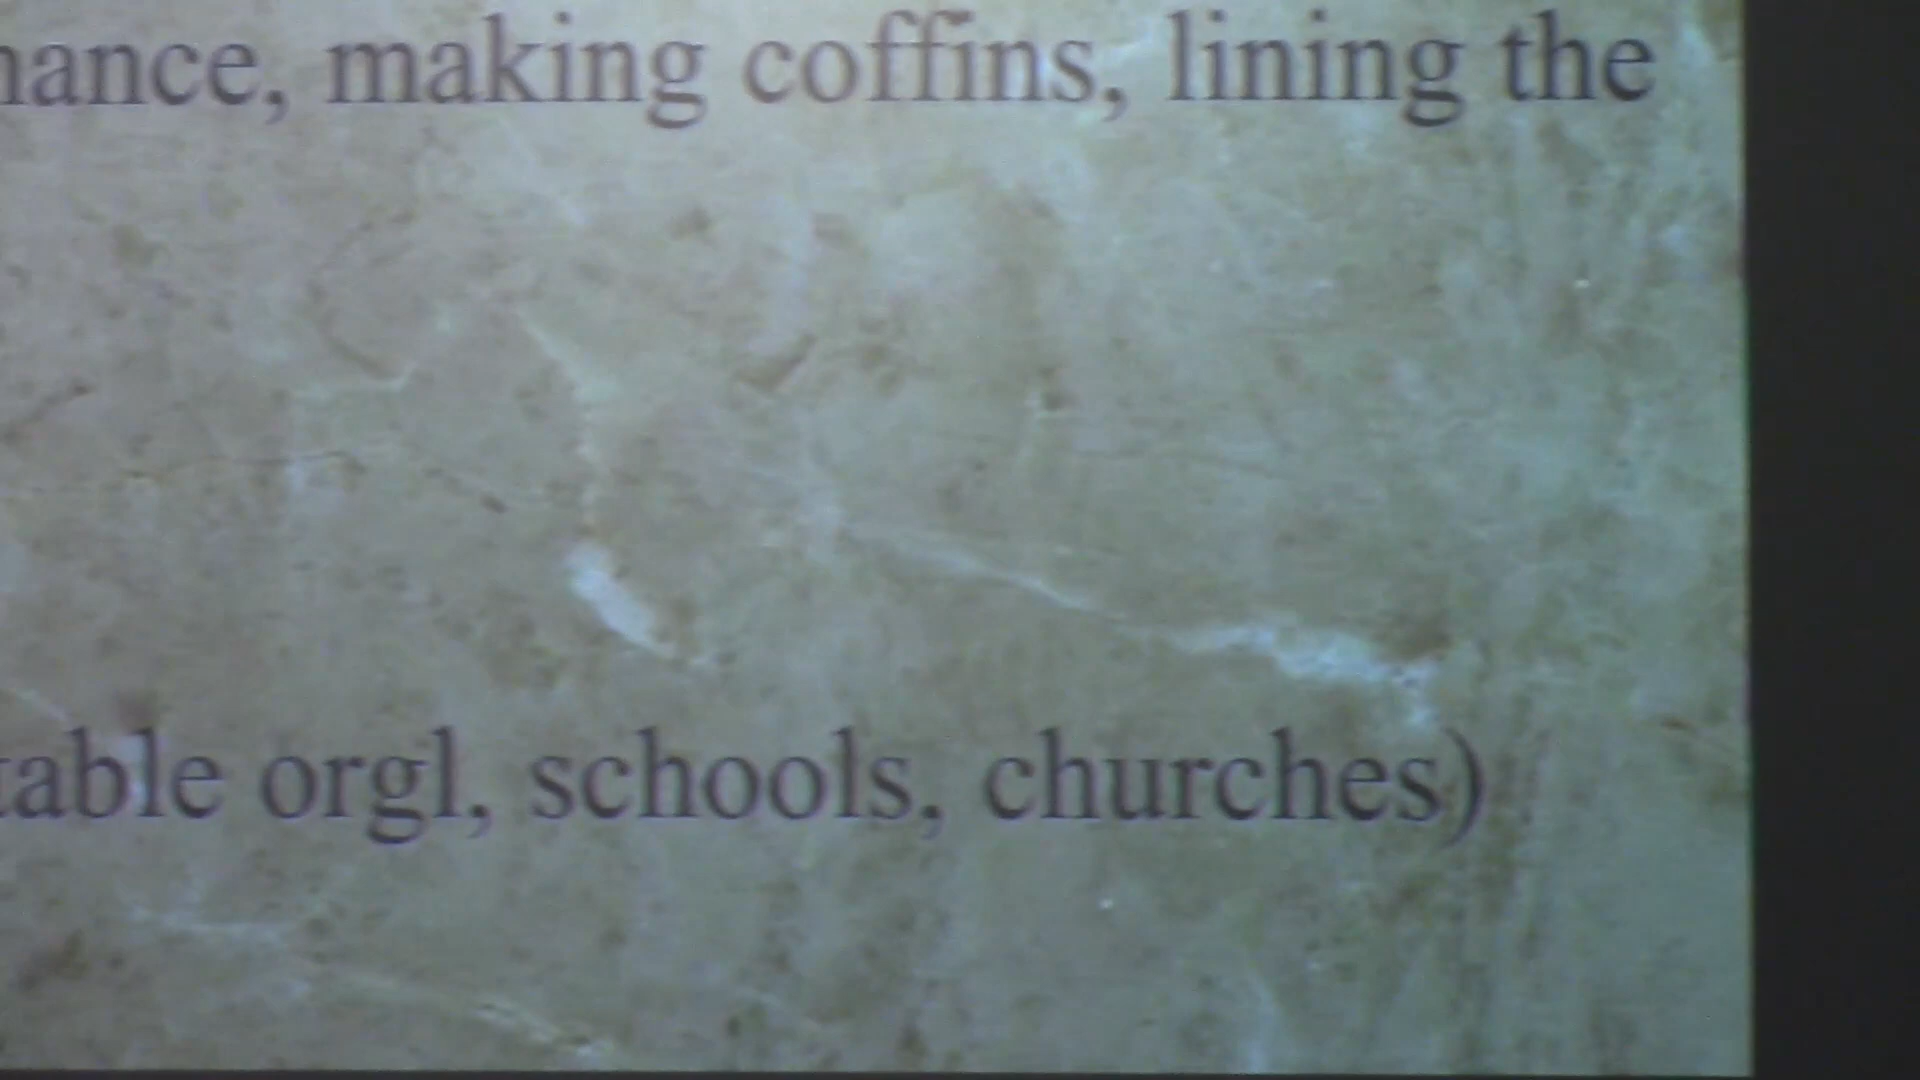 making coffins, lining the
orgl, schools, churches)